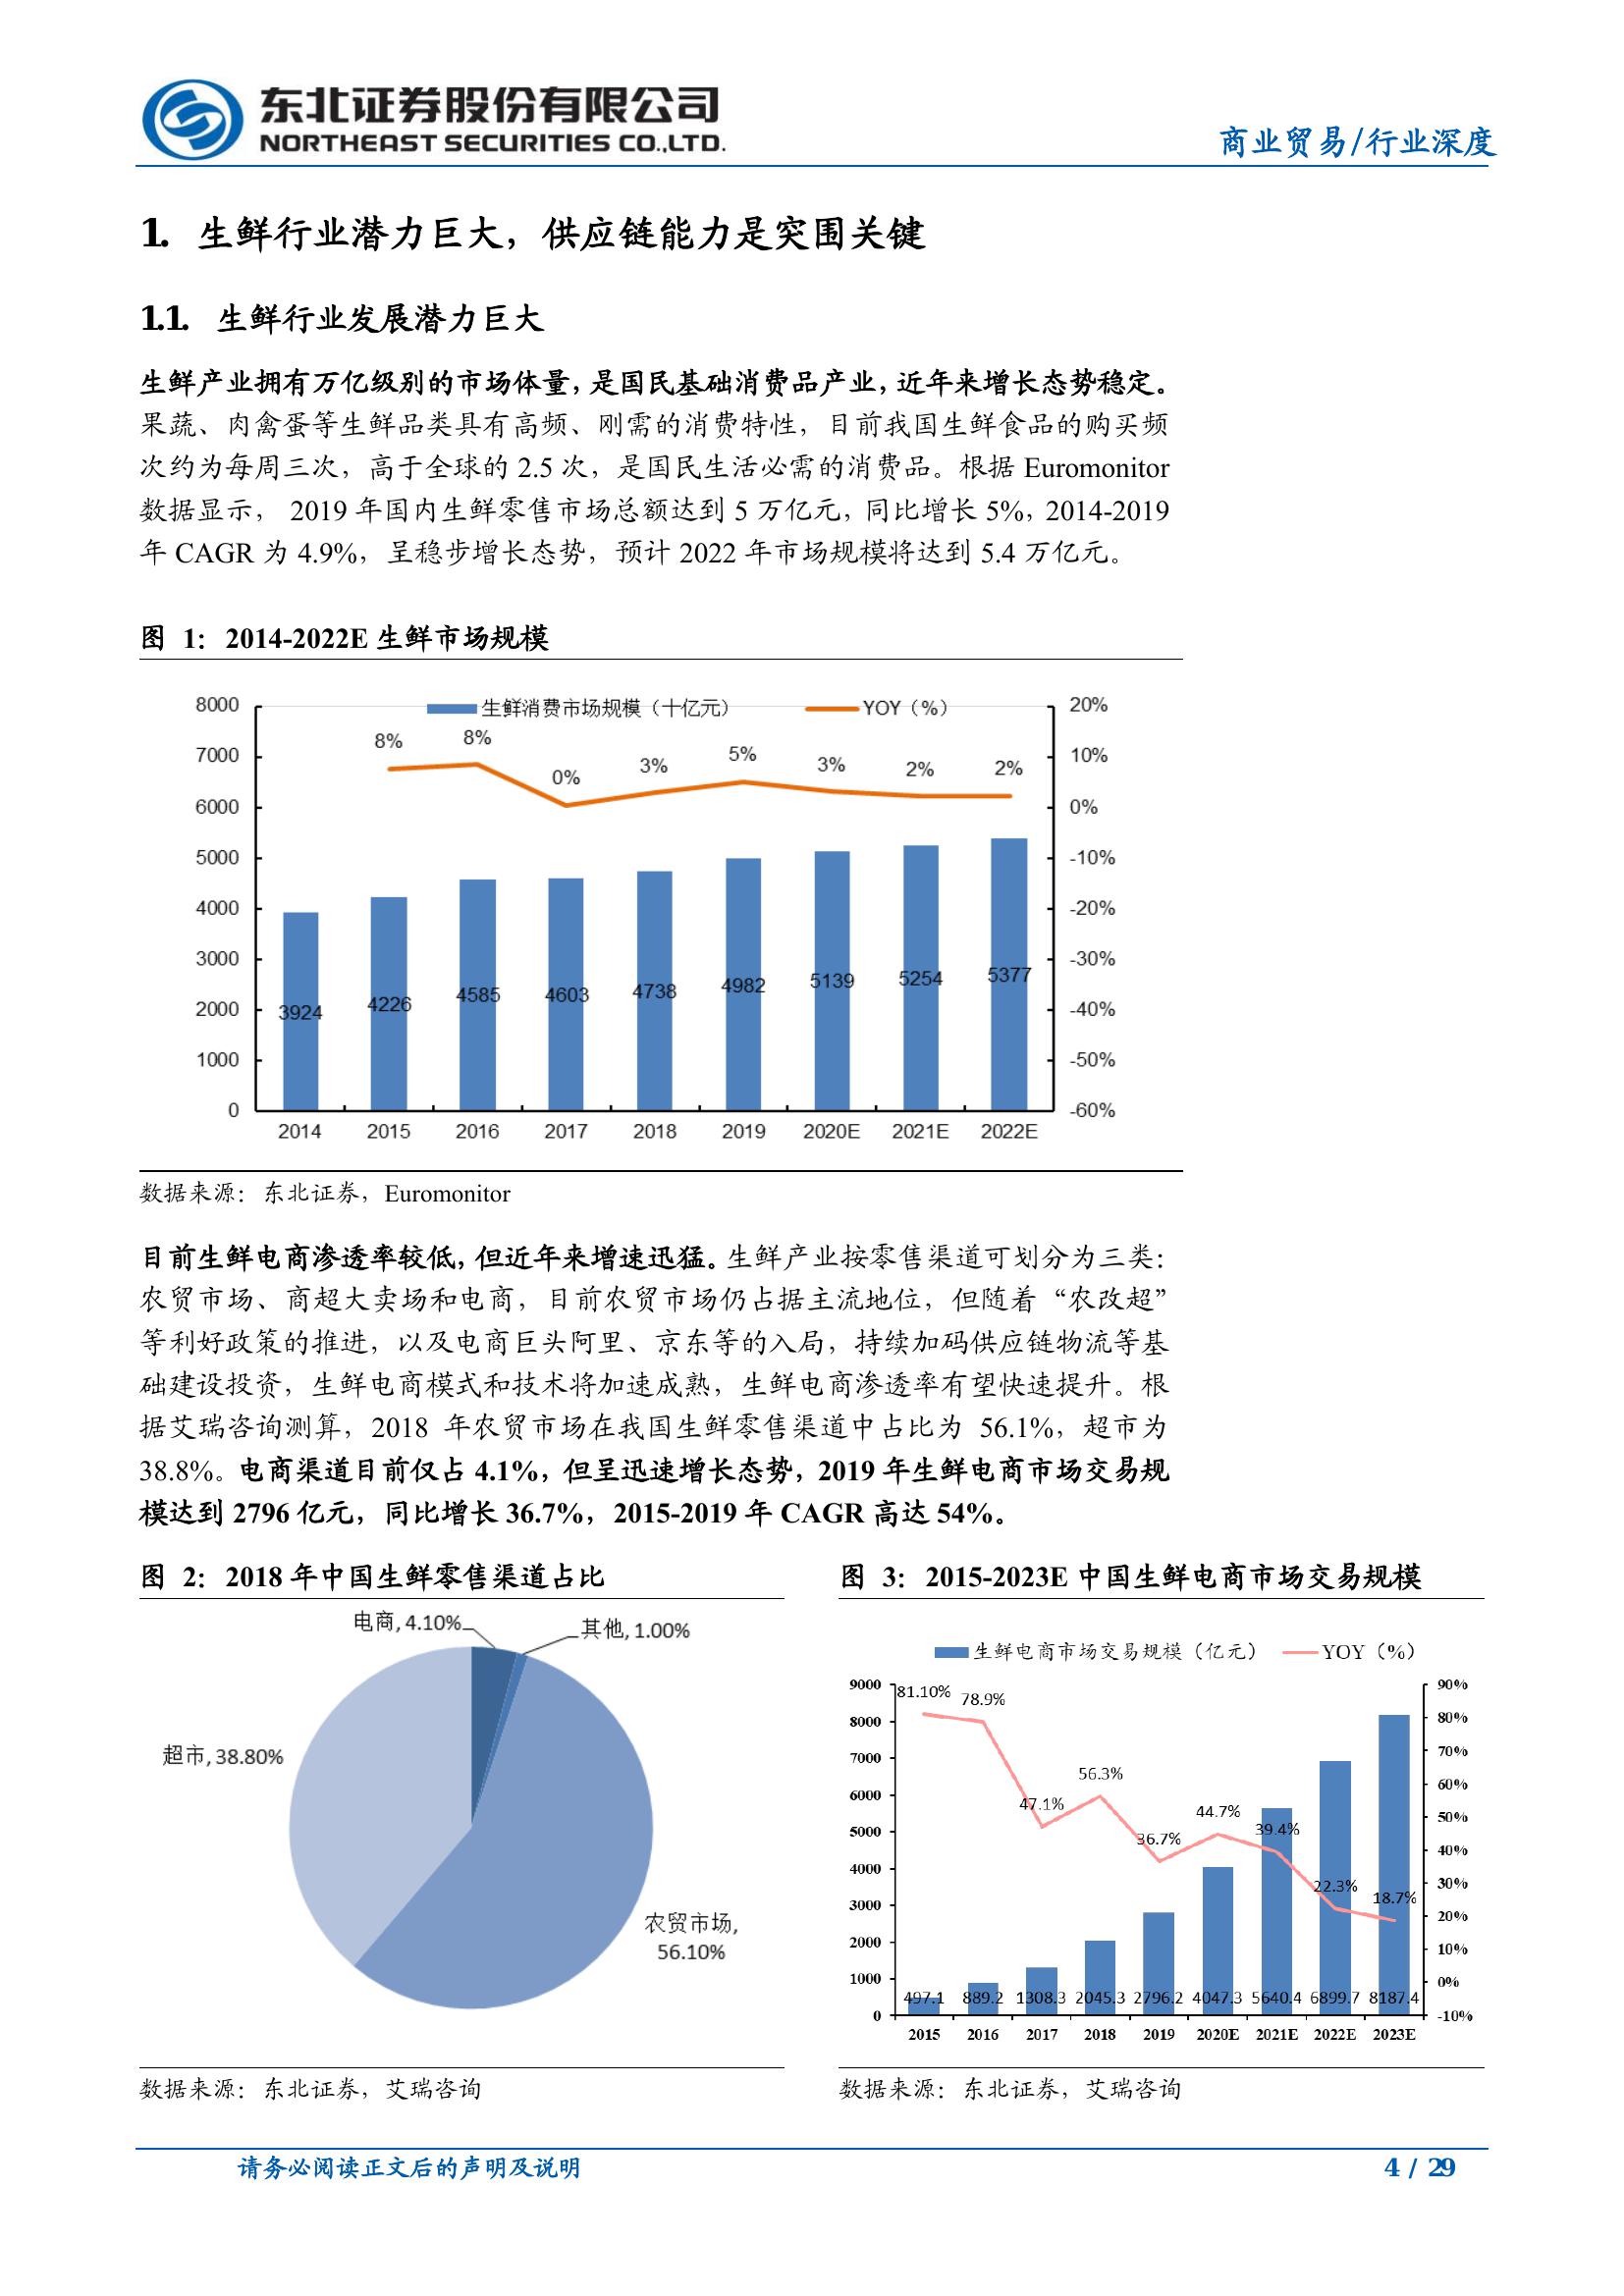 东北证券股份有限公司
NORTHEAST SECURITIES CO.,LTD.
商业贸易/行业深度
1. 生鲜行业潜力巨大，供应链能力是突围关键
1.1. 生鲜行业发展潜力巨大
生鲜产业拥有万亿级别的市场体量，是国民基础消费品产业，近年来增长态势稳定。
果蔬、肉禽蛋等生鲜品类具有高频、刚需的消费特性，目前我国生鲜食品的购买频
次约为每周三次，高于全球的 2.5 次，是国民生活必需的消费品。根据 Euromonitor
数据显示， 2019 年国内生鲜零售市场总额达到 5 万亿元，同比增长 5%，2014-2019
年 CAGR 为 4.9%，呈稳步增长态势，预计 2022 年市场规模将达到 5.4 万亿元。
图 1：2014-2022E 生鲜市场规模
生鲜消费市场规模（十亿元） YOY（%）
8000 20%
8% 8% 0% 3% 5% 3% 2% 2%
7000 10%
6000 0%
5000 -10%
4000 -20%
3000 -30%
3924 4226 4585 4603 4738 4982 5139 5254 5377
2000 -40%
1000 -50%
0 -60%
2014 2015 2016 2017 2018 2019 2020E 2021E 2022E
数据来源：东北证券，Euromonitor
目前生鲜电商渗透率较低，但近年来增速迅猛。生鲜产业按零售渠道可划分为三类：
农贸市场、商超大卖场和电商，目前农贸市场仍占据主流地位，但随着“农改超”
等利好政策的推进，以及电商巨头阿里、京东等的入局，持续加码供应链物流等基
础建设投资，生鲜电商模式和技术将加速成熟，生鲜电商渗透率有望快速提升。根
据艾瑞咨询测算，2018 年农贸市场在我国生鲜零售渠道中占比为 56.1%，超市为
38.8%。电商渠道目前仅占 4.1%，但呈迅速增长态势，2019 年生鲜电商市场交易规
模达到 2796 亿元，同比增长 36.7%，2015-2019 年 CAGR 高达 54%。
图 2：2018 年中国生鲜零售渠道占比
电商, 4.10%
其他, 1.00%
超市, 38.80%
农贸市场,
56.10%
数据来源：东北证券，艾瑞咨询
图 3：2015-2023E 中国生鲜电商市场交易规模
生鲜电商市场交易规模（亿元） YOY（%）
9000 90%
81.10% 78.9% 47.1% 56.3% 36.7% 44.7% 39.4% 22.3% 18.7%
8000 80%
7000 70%
6000 60%
5000 50%
4000 40%
3000 30%
2000 20%
1000 10%
0 0%
-10%
497.1 889.2 1308.3 2045.3 2796.2 4047.3 5640.4 6899.7 8187.4
2015 2016 2017 2018 2019 2020E 2021E 2022E 2023E
数据来源：东北证券，艾瑞咨询
请务必阅读正文后的声明及说明
4 / 29